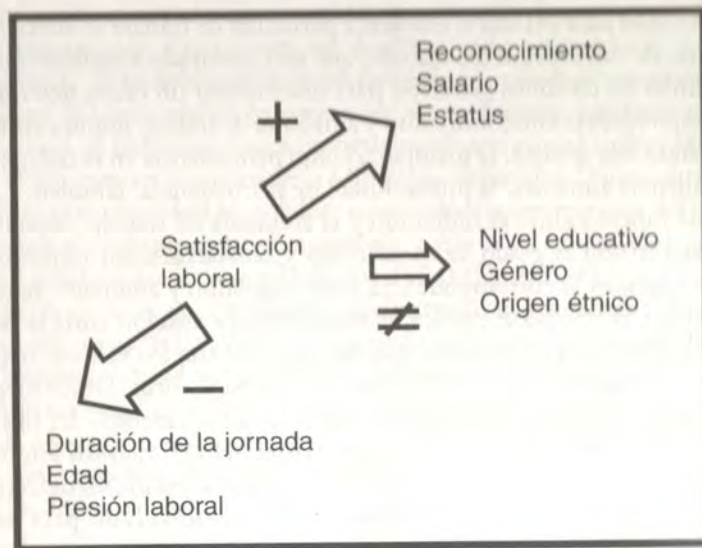 Reconocimiento
Salario
Estatus
+
Satisfacción
laboral
Nivel educativo
Género
Origen étnico
≠
−
Duración de la jornada
Edad
Presión laboral